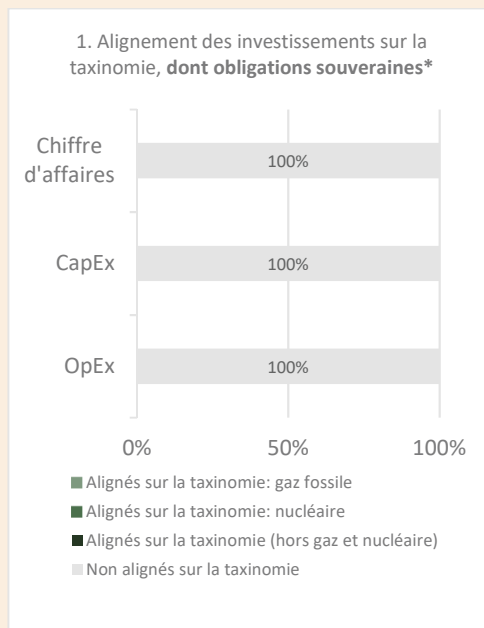 1. Alignement des investissements sur la
taxinomie, dont obligations souveraines*
Chiffre
d'affaires
100%
CapEx
100%
OpEx
100%
0%
50%
100%
Alignés sur la taxinomie: gaz fossile
Alignés sur la taxinomie: nucléaire
Alignés sur la taxinomie (hors gaz et nucléaire)
Non alignés sur la taxinomie